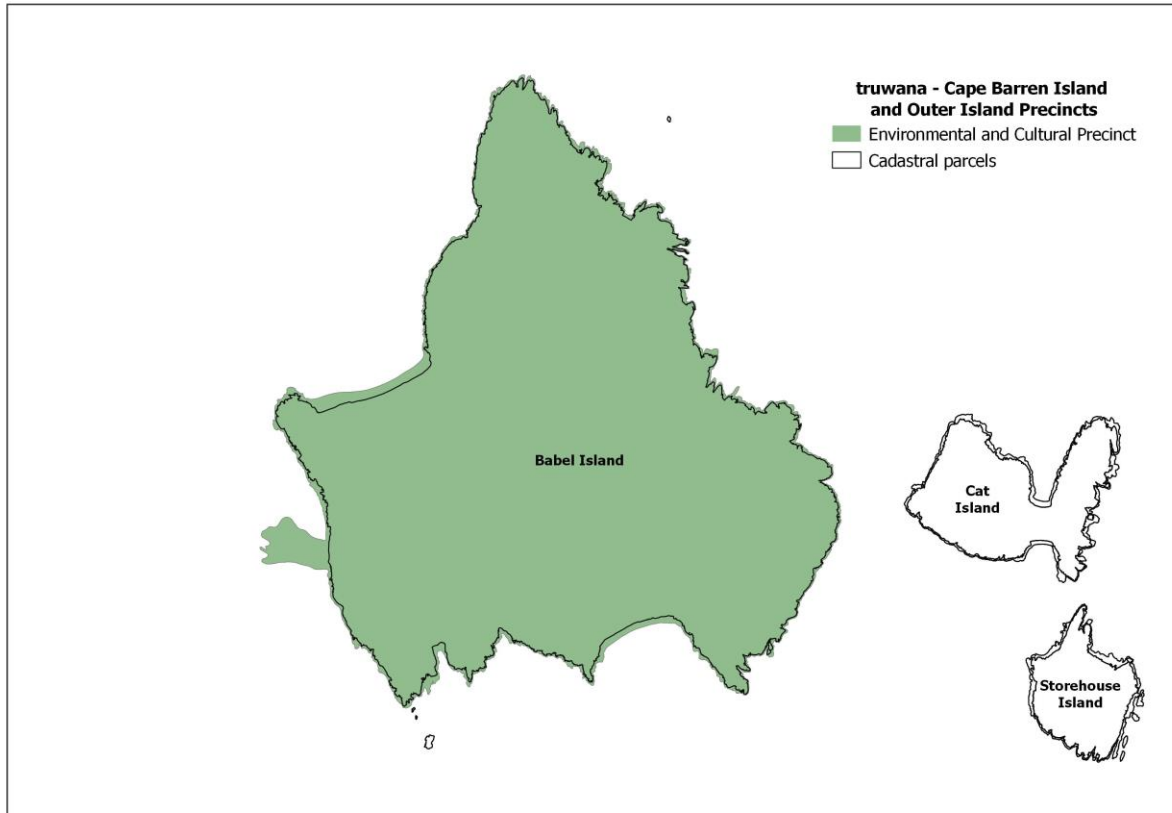 truwana - Cape Barren Island
and Outer Island Precincts
Environmental and Cultural Precinct
Cadastral parcels
Babel Island
Cat
Island
Storehouse
Island